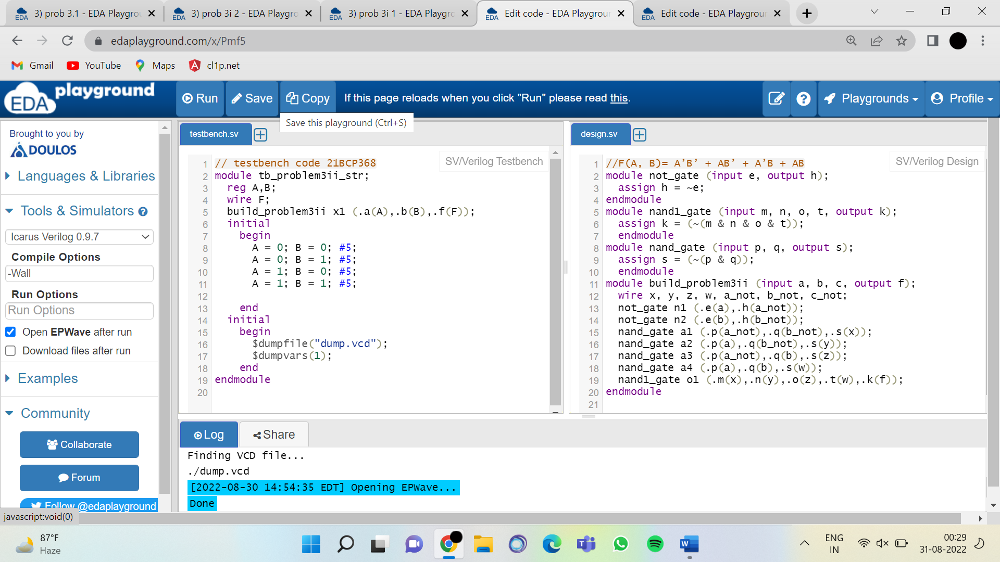 3) prob 3.1 - EDA Playgro
3) prob 3i 2 - EDA Playgro
3) prob 3i 1 - EDA Playgro
Edit code - EDA Playgrour
Edit code - EDA Playgrour
edaplayground.com/x/Pmf5
Gmail
YouTube
Maps
cl1p.net
EDA playground
Run
Save
Copy
If this page reloads when you click "Run" please read this.
Playgrounds
Profile
Save this playground (Ctrl+S)
Brought to you by
DOULOS
Languages & Libraries
Tools & Simulators
Icarus Verilog 0.9.7
Compile Options
-Wall
Run Options
Run Options
Open EPWave after run
Download files after run
Examples
Community
Collaborate
Forum
Follow @edaplayground
javascript:void(0)
testbench.sv
SV/Verilog Testbench
1 // testbench code 21BCP368
2 module tb_problem3ii_str;
3 reg A,B;
4 wire F;
5 build_problem3ii x1 (.a(A),.b(B),.f(F));
6 initial
7 begin
8 A = 0; B = 0; #5;
9 A = 0; B = 1; #5;
10 A = 1; B = 0; #5;
11 A = 1; B = 1; #5;
12
13 end
14 initial
15 begin
16 $dumpfile("dump.vcd");
17 $dumpvars(1);
18 end
19 endmodule
20
design.sv
SV/Verilog Design
1 //F(A, B)= A’B’ + AB’ + A’B + AB
2 module not_gate (input e, output h);
3 assign h = ~e;
4 endmodule
5 module nand1_gate (input m, n, o, t, output k);
6 assign k = (~(m & n & o & t));
7 endmodule
8 module nand_gate (input p, q, output s);
9 assign s = (~(p & q));
10 endmodule
11 module build_problem3ii (input a, b, c, output f);
12 wire x, y, z, w, a_not, b_not, c_not;
13 not_gate n1 (.e(a),.h(a_not));
14 not_gate n2 (.e(b),.h(b_not));
15 nand_gate a1 (.p(a_not),.q(b_not),.s(x));
16 nand_gate a2 (.p(a),.q(b_not),.s(y));
17 nand_gate a3 (.p(a_not),.q(b),.s(z));
18 nand_gate a4 (.p(a),.q(b),.s(w));
19 nand1_gate o1 (.m(x),.n(y),.o(z),.t(w),.k(f));
20 endmodule
21
Log
Share
Finding VCD file...
./dump.vcd
[2022-08-30 14:54:35 EDT] Opening EPWave...
Done
87°F
Haze
ENG
IN
00:29
31-08-2022